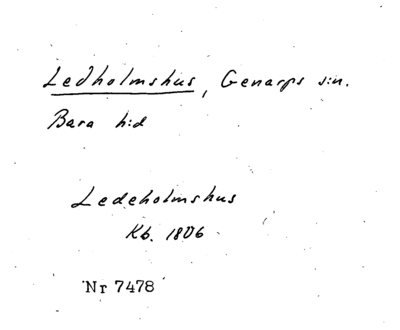 Ledholmshus, Genarps s:n.
Bara h:d
Ledeholmshus
Kb. 1806
Nr 7478